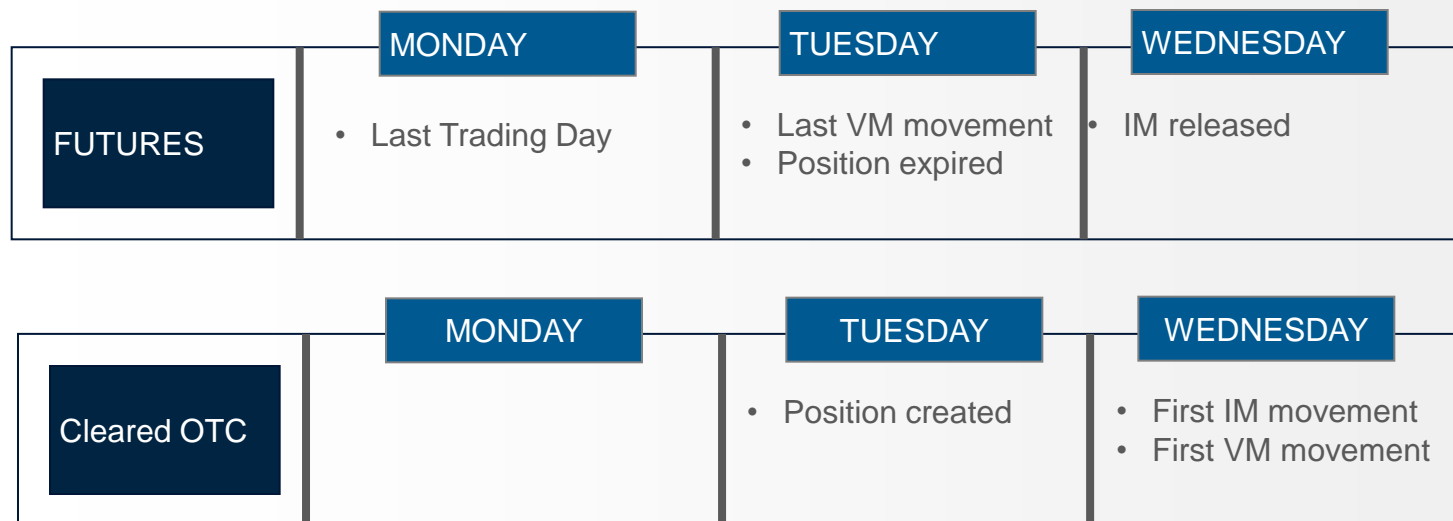 MONDAY
TUESDAY
WEDNESDAY
FUTURES
• Last Trading Day
• Last VM movement
• Position expired
• IM released
MONDAY
TUESDAY
WEDNESDAY
Cleared OTC
• Position created
• First IM movement
• First VM movement